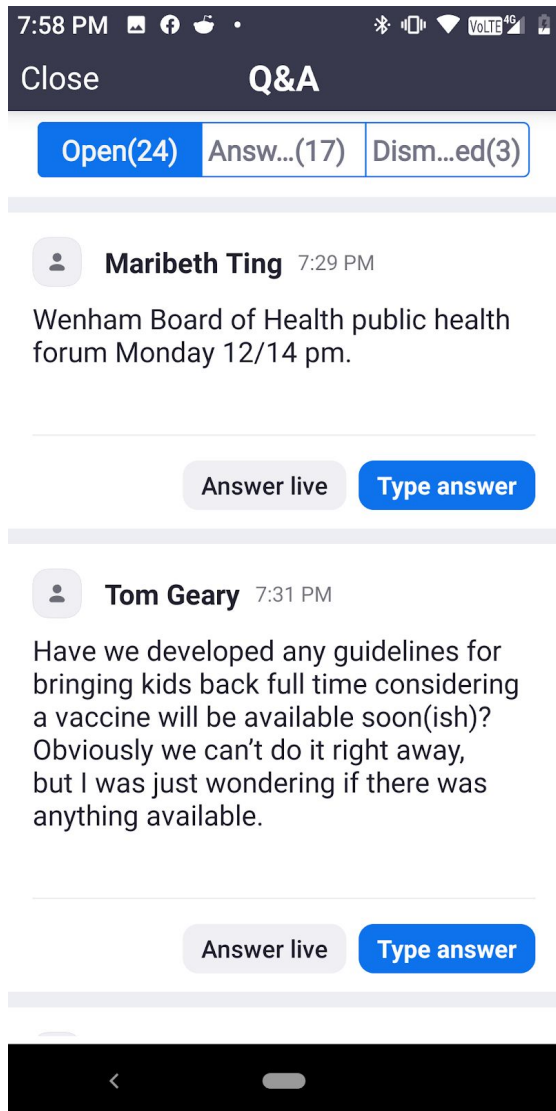 7:58 PM
VoLTE 4G
Close
Q&A
Open(24)
Answ...(17)
Dism...ed(3)
Maribeth Ting 7:29 PM
Wenham Board of Health public health
forum Monday 12/14 pm.
Answer live
Type answer
Tom Geary 7:31 PM
Have we developed any guidelines for
bringing kids back full time considering
a vaccine will be available soon(ish)?
Obviously we can’t do it right away,
but I was just wondering if there was
anything available.
Answer live
Type answer